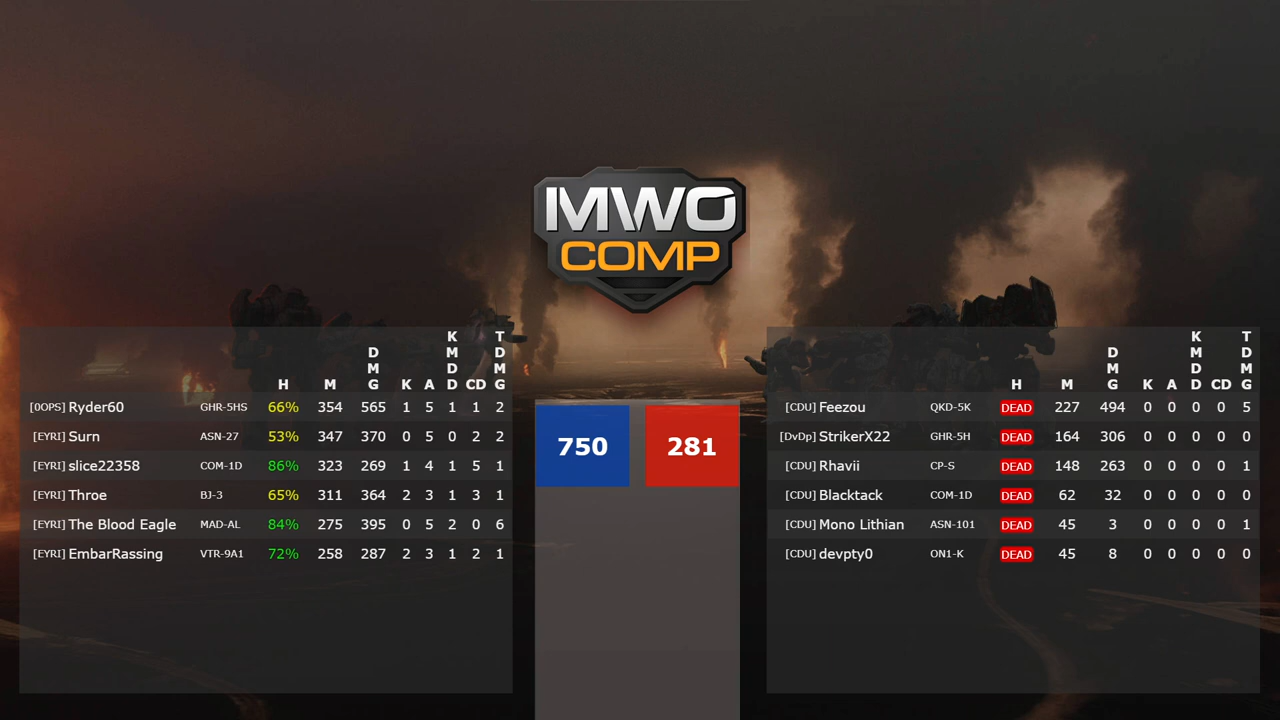 MWO
COMP
H M DMG K A KMDD CD TDMG
[0OPS] Ryder60 GHR-5HS 66% 354 565 1 5 1 1 2
[EYRI] Surn ASN-27 53% 347 370 0 5 0 2 2
[EYRI] slice22358 COM-1D 86% 323 269 1 4 1 5 1
[EYRI] Throe BJ-3 65% 311 364 2 3 1 3 1
[EYRI] The Blood Eagle MAD-AL 84% 275 395 0 5 2 0 6
[EYRI] EmbarRassing VTR-9A1 72% 258 287 2 3 1 2 1
750 281
H M DMG K A KMDD CD TDMG
[CDU] Feezou QKD-5K DEAD 227 494 0 0 0 0 5
[DvDp] StrikerX22 GHR-5H DEAD 164 306 0 0 0 0 0
[CDU] Rhavii CP-S DEAD 148 263 0 0 0 0 1
[CDU] Blacktack COM-1D DEAD 62 32 0 0 0 0 0
[CDU] Mono Lithian ASN-101 DEAD 45 3 0 0 0 0 1
[CDU] devpty0 ON1-K DEAD 45 8 0 0 0 0 0